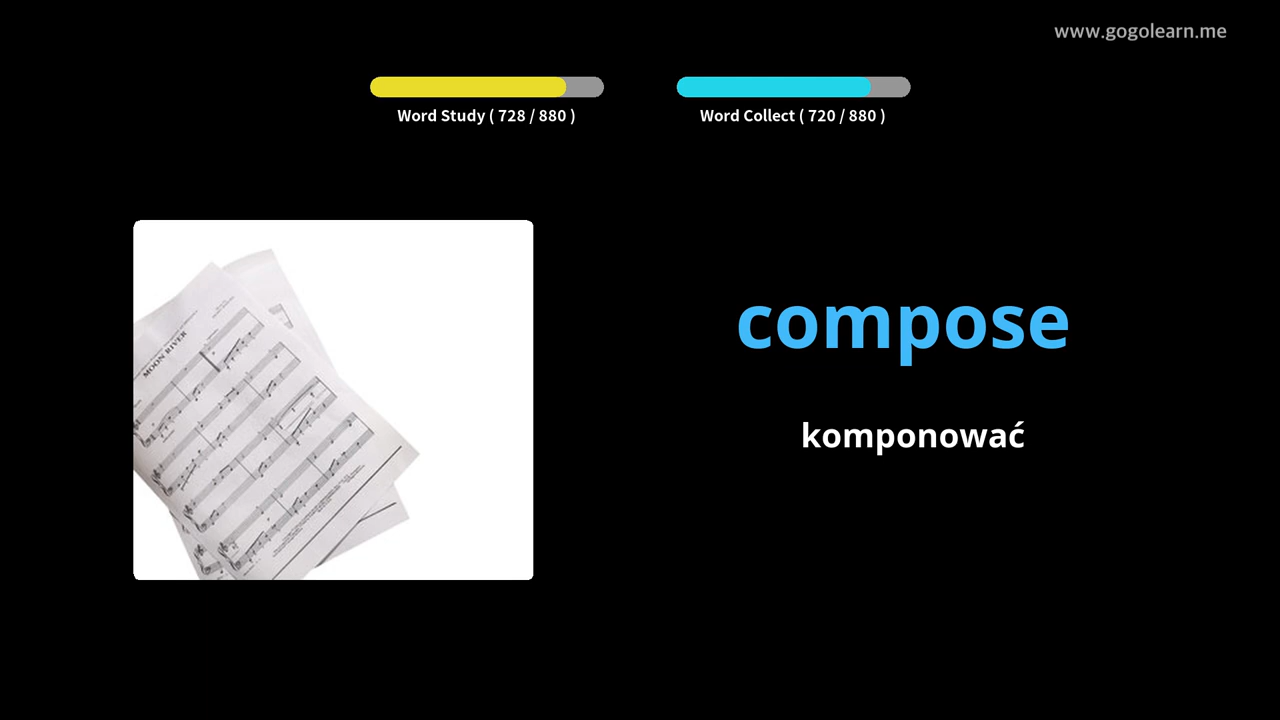 www.gogolearn.me
Word Study ( 728 / 880 )
Word Collect ( 720 / 880 )
MOON RIVER
compose
komponować